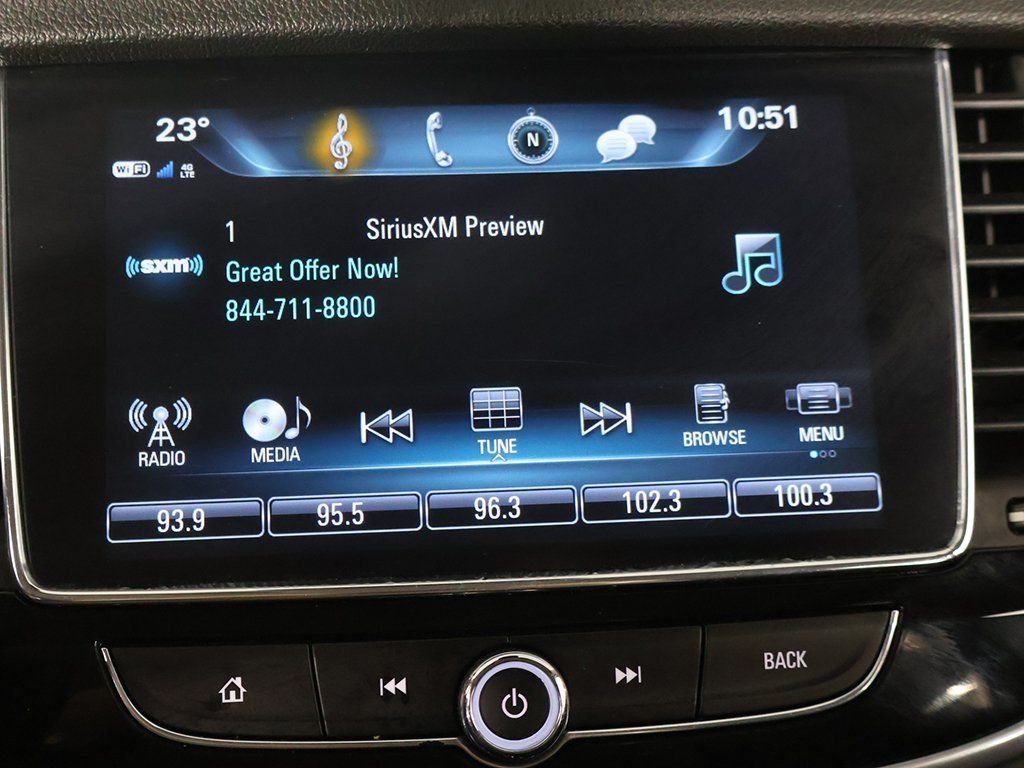 23°
10:51
N
WiFi
4G
LTE
1 SiriusXM Preview
((sxm))
Great Offer Now!
844-711-8800
RADIO
MEDIA
TUNE
BROWSE
MENU
93.9
95.5
96.3
102.3
100.3
BACK